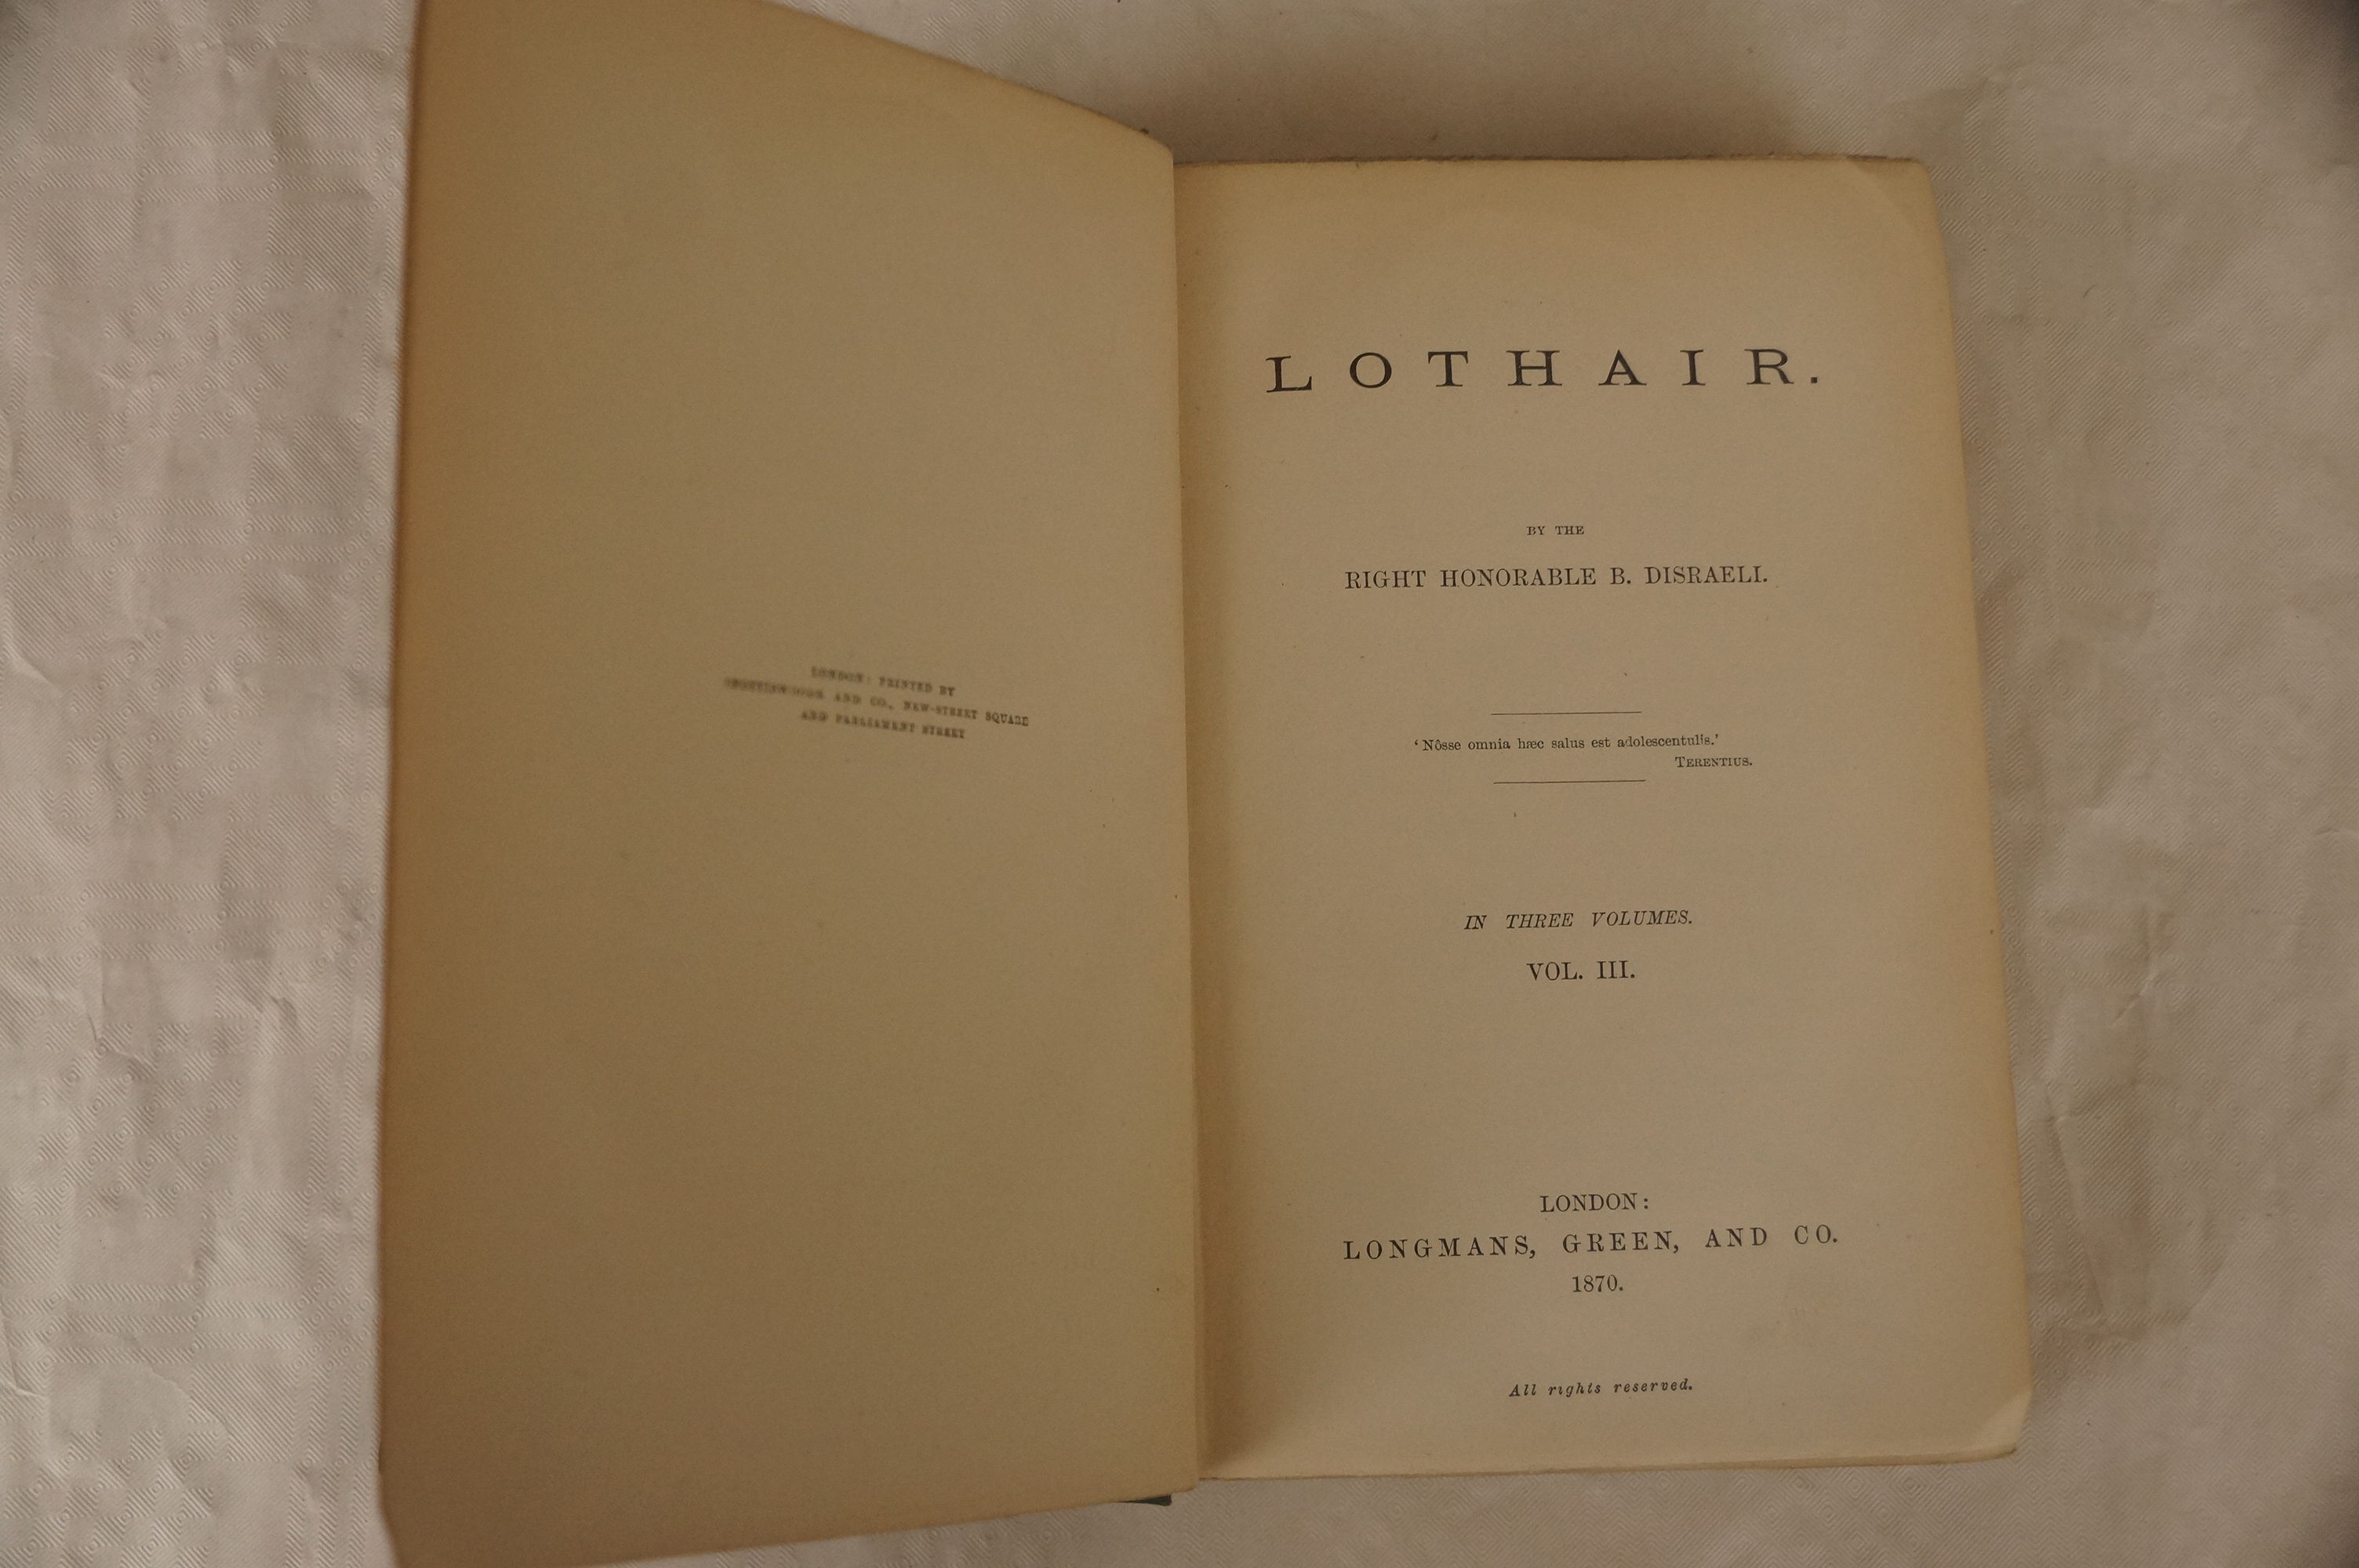 LONDON: PRINTED BY
SPOTTISWOODE AND CO., NEW-STREET SQUARE
AND PARLIAMENT STREET
LOTHAIR.
BY THE
RIGHT HONORABLE B. DISRAELI.
‘Nôsse omnia hæc salus est adolescentulis.’
TERENTIUS.
IN THREE VOLUMES.
VOL. III.
LONDON:
LONGMANS, GREEN, AND CO.
1870.
All rights reserved.